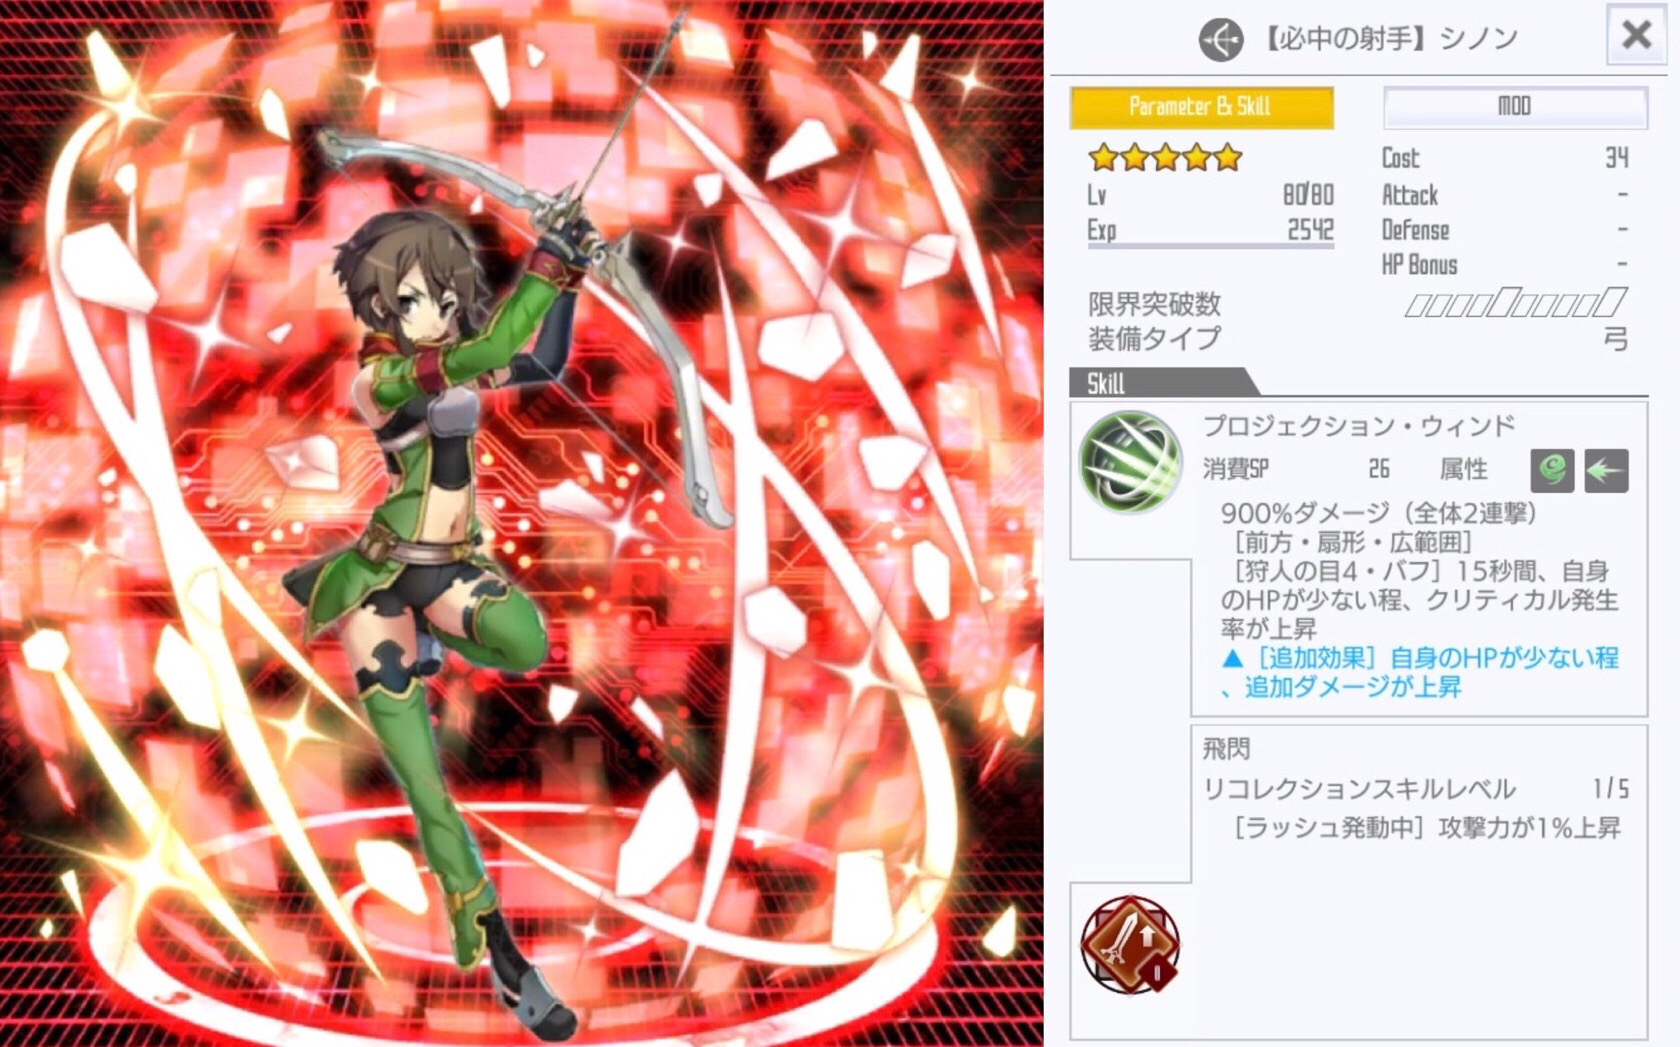 【必中の射手】シノン
Parameter & Skill
MOD
Lv 80/80
Exp 2542
Cost 34
Attack -
Defense -
HP Bonus -
限界突破数
装備タイプ 弓
Skill
プロジェクション・ウィンド
消費SP 26 属性
900%ダメージ（全体2連撃）
［前方・扇形・広範囲］
［狩人の目4・バフ］15秒間、自身
のHPが少ない程、クリティカル発生
率が上昇
▲［追加効果］自身のHPが少ない程
、追加ダメージが上昇
飛閃
リコレクションスキルレベル 1/5
［ラッシュ発動中］攻撃力が1%上昇
I